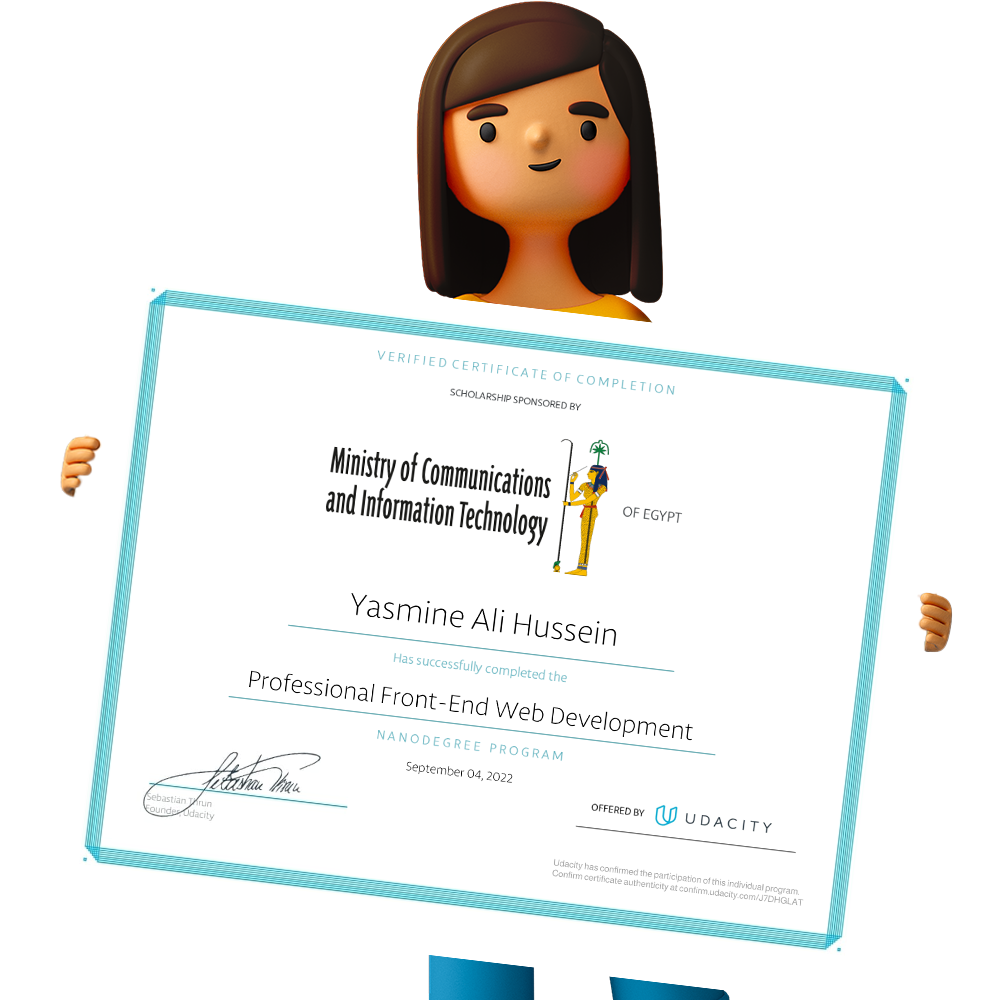 VERIFIED CERTIFICATE OF COMPLETION
SCHOLARSHIP SPONSORED BY
Ministry of Communications
and Information Technology
OF EGYPT
Yasmine Ali Hussein
Has successfully completed the
Professional Front-End Web Development
NANODEGREE PROGRAM
September 04, 2022
Sebastian Thrun
Sebastian Thrun
Founder, Udacity
OFFERED BY UDACITY
Udacity has confirmed the participation of this individual program.
Confirm certificate authenticity at confirm.udacity.com/J7DHGLAT